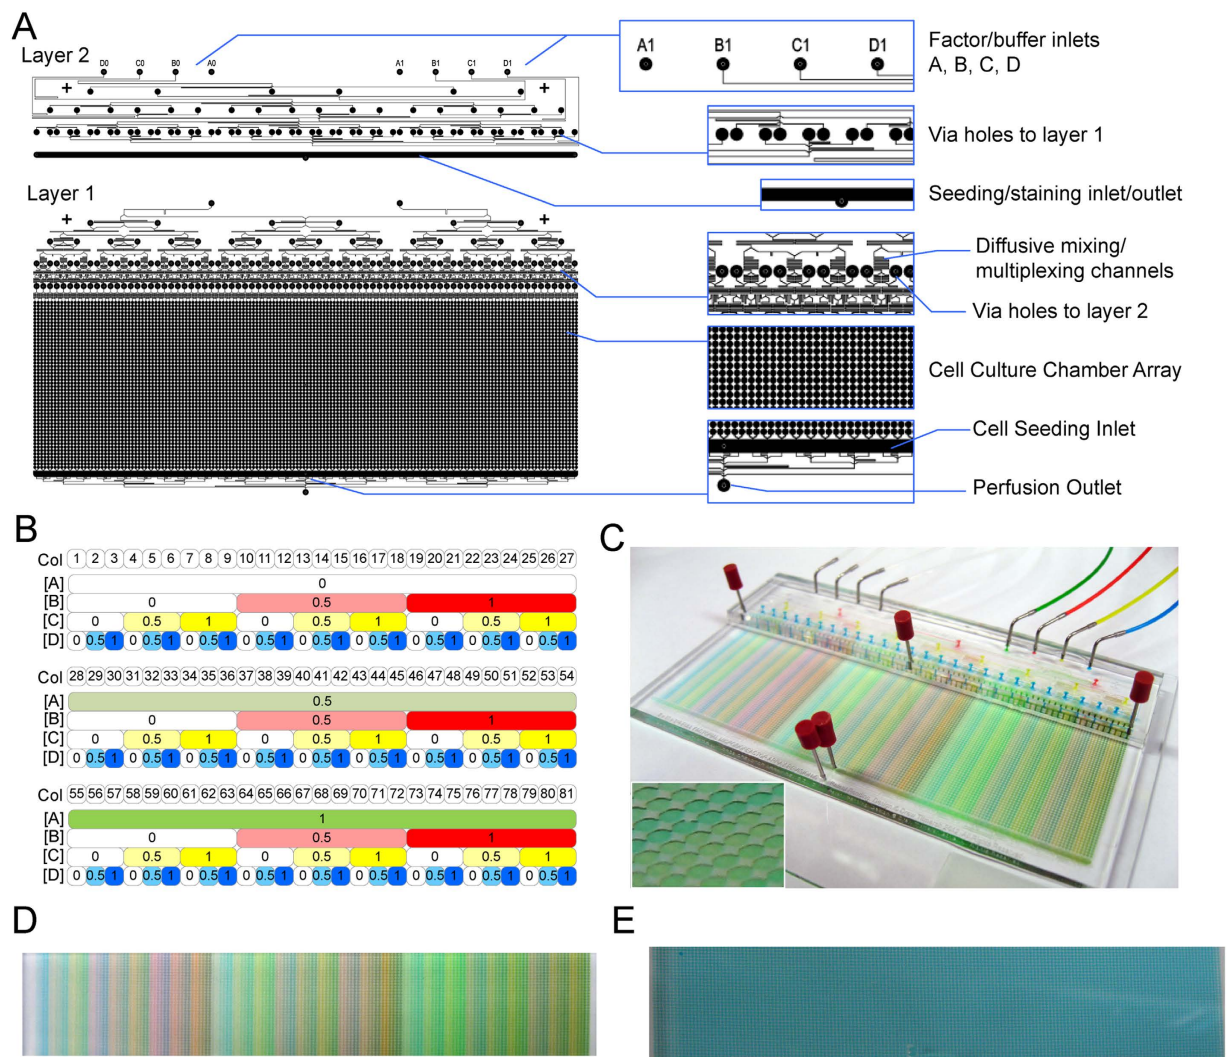 A
Layer 2
D0 C0 B0 A0 A1 B1 C1 D1
A1 B1 C1 D1
Factor/buffer inlets
A, B, C, D
Via holes to layer 1
Seeding/staining inlet/outlet
Layer 1
Diffusive mixing/
multiplexing channels
Via holes to layer 2
Cell Culture Chamber Array
Cell Seeding Inlet
Perfusion Outlet
B
Col 1 2 3 4 5 6 7 8 9 10 11 12 13 14 15 16 17 18 19 20 21 22 23 24 25 26 27
[A] 0
[B] 0 0.5 1
[C] 0 0.5 1 0 0.5 1 0 0.5 1
[D] 0 0.5 1 0 0.5 1 0 0.5 1 0 0.5 1 0 0.5 1 0 0.5 1 0 0.5 1 0 0.5 1 0 0.5 1
Col 28 29 30 31 32 33 34 35 36 37 38 39 40 41 42 43 44 45 46 47 48 49 50 51 52 53 54
[A] 0.5
[B] 0 0.5 1
[C] 0 0.5 1 0 0.5 1 0 0.5 1
[D] 0 0.5 1 0 0.5 1 0 0.5 1 0 0.5 1 0 0.5 1 0 0.5 1 0 0.5 1 0 0.5 1 0 0.5 1
Col 55 56 57 58 59 60 61 62 63 64 65 66 67 68 69 70 71 72 73 74 75 76 77 78 79 80 81
[A] 1
[B] 0 0.5 1
[C] 0 0.5 1 0 0.5 1 0 0.5 1
[D] 0 0.5 1 0 0.5 1 0 0.5 1 0 0.5 1 0 0.5 1 0 0.5 1 0 0.5 1 0 0.5 1 0 0.5 1
C
D
E